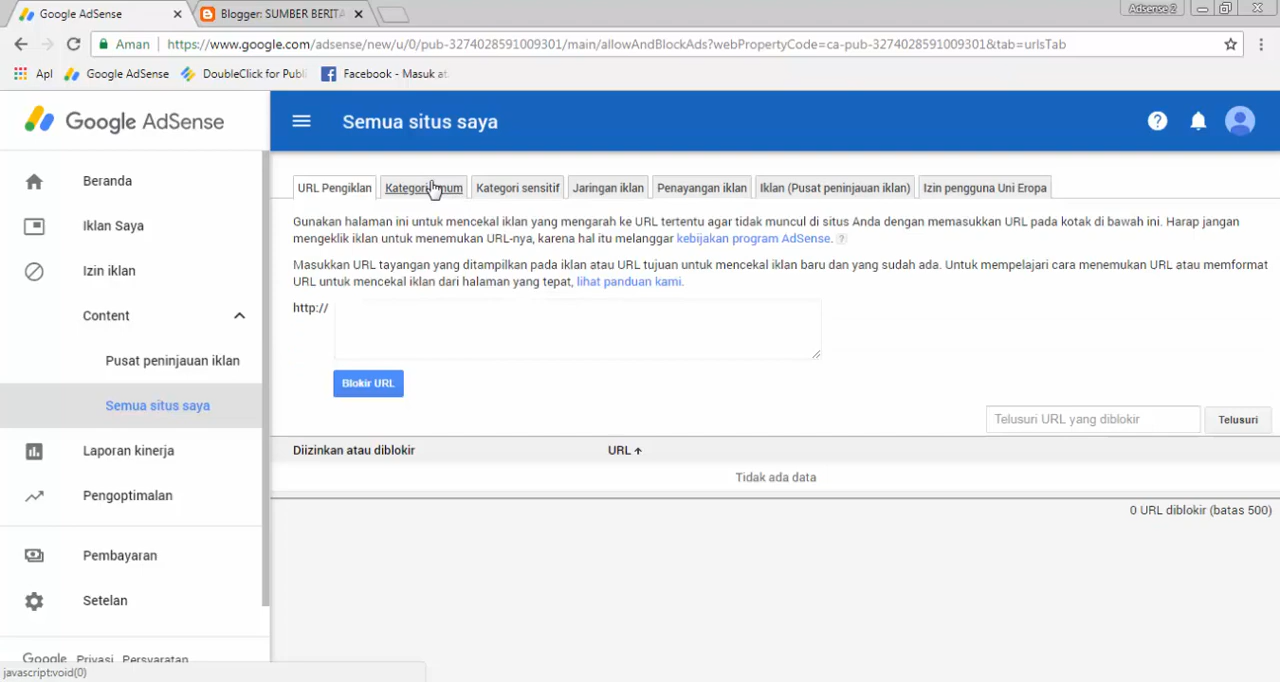 Google AdSense
Blogger: SUMBER BERITA
Adsense 2
Aman
https://www.google.com/adsense/new/u/0/pub-3274028591009301/main/allowAndBlockAds?webPropertyCode=ca-pub-3274028591009301&tab=urlsTab
Apl
Google AdSense
DoubleClick for Publi
Facebook - Masuk at
Google AdSense
Semua situs saya
Beranda
Iklan Saya
Izin iklan
Content
Pusat peninjauan iklan
Semua situs saya
Laporan kinerja
Pengoptimalan
Pembayaran
Setelan
Google Privasi Persyaratan
javascript:void(0)
URL Pengiklan
Kategori umum
Kategori sensitif
Jaringan iklan
Penayangan iklan
Iklan (Pusat peninjauan iklan)
Izin pengguna Uni Eropa
Gunakan halaman ini untuk mencekal iklan yang mengarah ke URL tertentu agar tidak muncul di situs Anda dengan memasukkan URL pada kotak di bawah ini. Harap jangan
mengeklik iklan untuk menemukan URL-nya, karena hal itu melanggar kebijakan program AdSense. ?
Masukkan URL tayangan yang ditampilkan pada iklan atau URL tujuan untuk mencekal iklan baru dan yang sudah ada. Untuk mempelajari cara menemukan URL atau memformat
URL untuk mencekal iklan dari halaman yang tepat, lihat panduan kami.
http://
Blokir URL
Telusuri URL yang diblokir
Telusuri
Diizinkan atau diblokir
URL ↑
Tidak ada data
0 URL diblokir (batas 500)